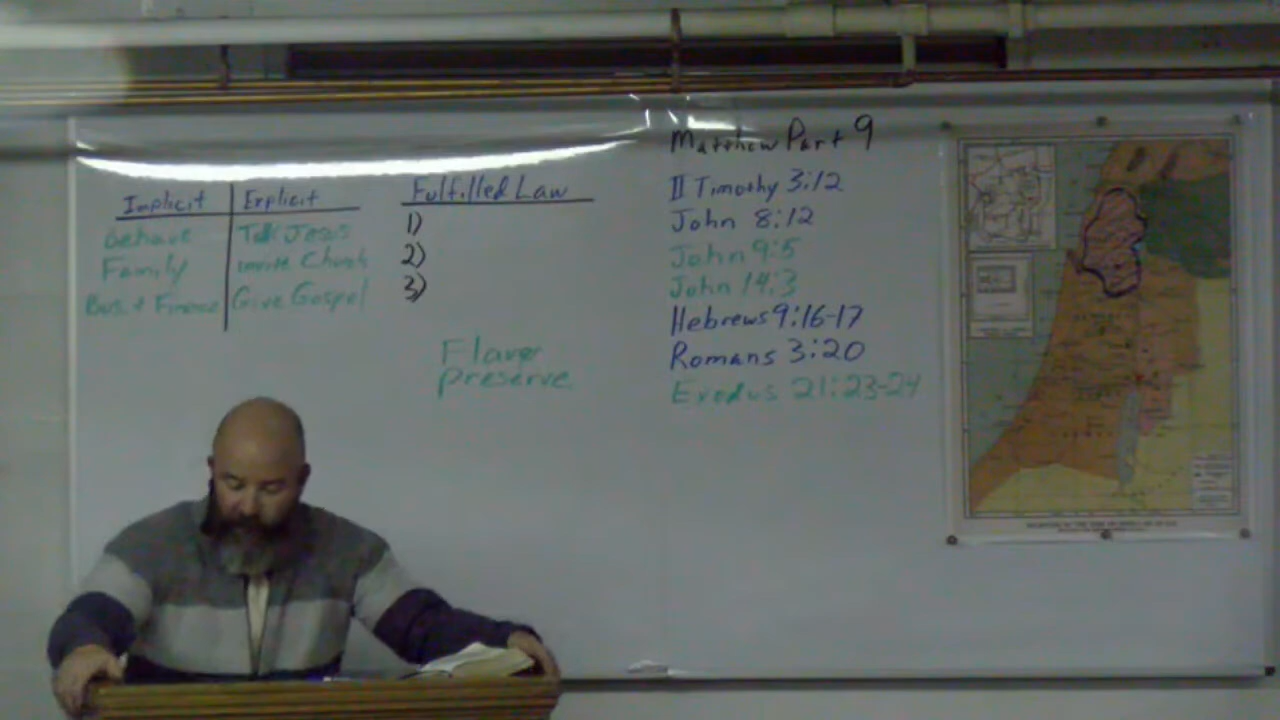 Implicit Explicit
Behave Talk Jesus
Family Invite Church
Bus. + Finance Give Gospel
Fulfilled Law
1)
2)
3)
Flavor
Preserve
Matthew Part 9
II Timothy 3:12
John 8:12
John 9:5
John 14:3
Hebrews 9:16-17
Romans 3:20
Exodus 21:23-24